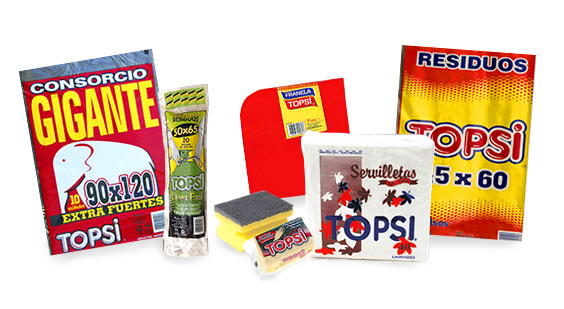 CONSORCIO
GIGANTE
10
90x120
EXTRA FUERTES
TOPSi
RESIDUOS
50x65
20
TOPSi
FRANELA
TOPSi
TOPSi
Servilletas
TOPSi
RESIDUOS
TOPSi
5 x 60